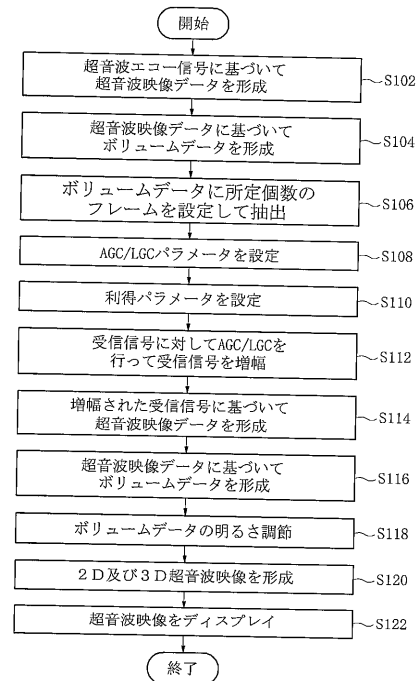 開始
超音波エコー信号に基づいて
超音波映像データを形成
S102
超音波映像データに基づいて
ボリュームデータを形成
S104
ボリュームデータに所定個数の
フレームを設定して抽出
S106
AGC/LGCパラメータを設定
S108
利得パラメータを設定
S110
受信信号に対してAGC/LGCを
行って受信信号を増幅
S112
増幅された受信信号に基づいて
超音波映像データを形成
S114
超音波映像データに基づいて
ボリュームデータを形成
S116
ボリュームデータの明るさ調節
S118
2D及び3D超音波映像を形成
S120
超音波映像をディスプレイ
S122
終了